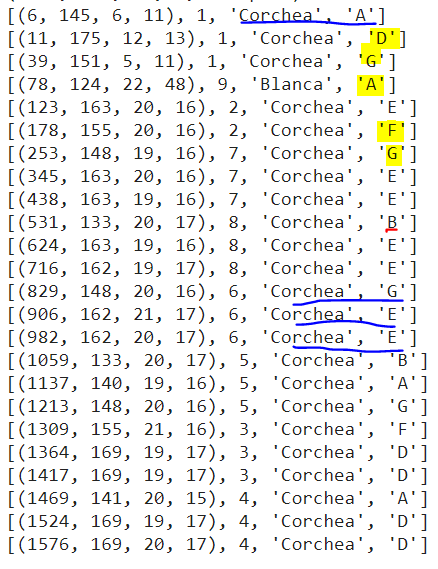 [(6, 145, 6, 11), 1, 'Corchea', 'A']
[(11, 175, 12, 13), 1, 'Corchea', 'D']
[(39, 151, 5, 11), 1, 'Corchea', 'G']
[(78, 124, 22, 48), 9, 'Blanca', 'A']
[(123, 163, 20, 16), 2, 'Corchea', 'E']
[(178, 155, 20, 16), 2, 'Corchea', 'F']
[(253, 148, 19, 16), 7, 'Corchea', 'G']
[(345, 163, 20, 16), 7, 'Corchea', 'E']
[(438, 163, 19, 16), 7, 'Corchea', 'E']
[(531, 133, 20, 17), 8, 'Corchea', 'B']
[(624, 163, 19, 16), 8, 'Corchea', 'E']
[(716, 162, 19, 17), 8, 'Corchea', 'E']
[(829, 148, 20, 16), 6, 'Corchea', 'G']
[(906, 162, 21, 17), 6, 'Corchea', 'E']
[(982, 162, 20, 17), 6, 'Corchea', 'E']
[(1059, 133, 20, 17), 5, 'Corchea', 'B']
[(1137, 140, 19, 16), 5, 'Corchea', 'A']
[(1213, 148, 20, 16), 5, 'Corchea', 'G']
[(1309, 155, 21, 16), 3, 'Corchea', 'F']
[(1364, 169, 19, 17), 3, 'Corchea', 'D']
[(1417, 169, 19, 17), 3, 'Corchea', 'D']
[(1469, 141, 20, 15), 4, 'Corchea', 'A']
[(1524, 169, 19, 17), 4, 'Corchea', 'D']
[(1576, 169, 20, 17), 4, 'Corchea', 'D']